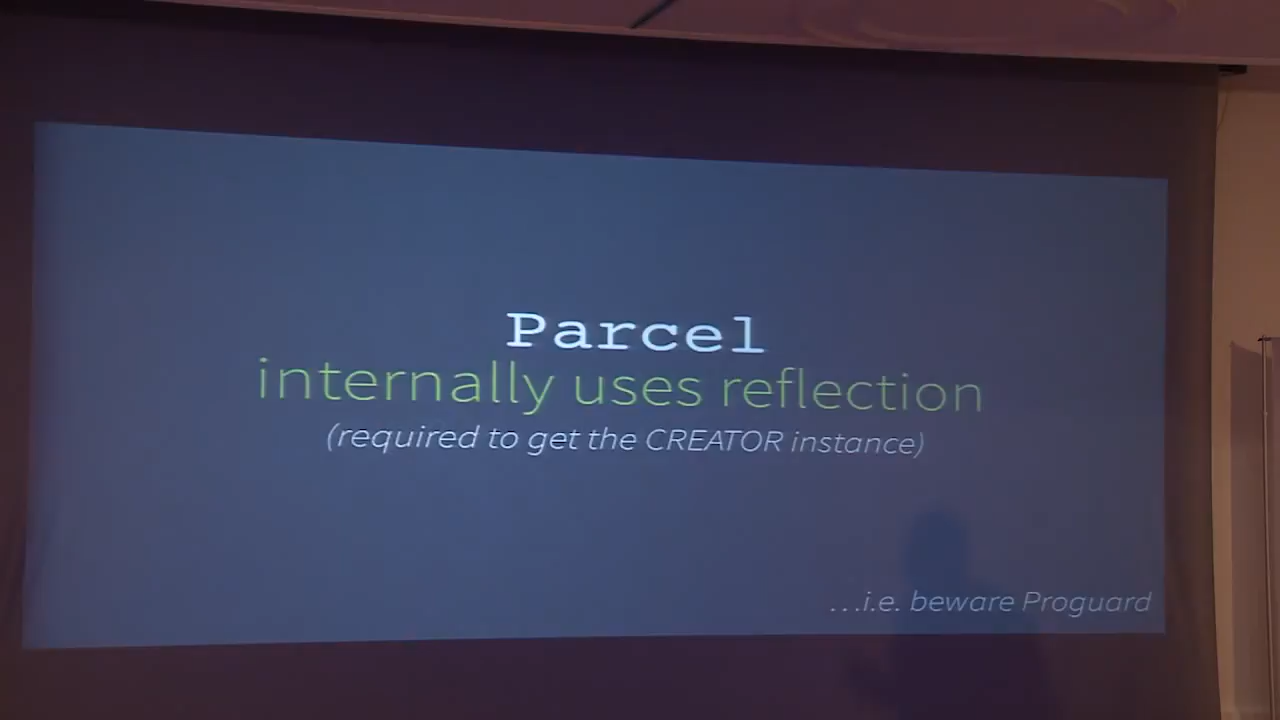 Parcel
internally uses reflection
(required to get the CREATOR instance)
...i.e. beware Proguard